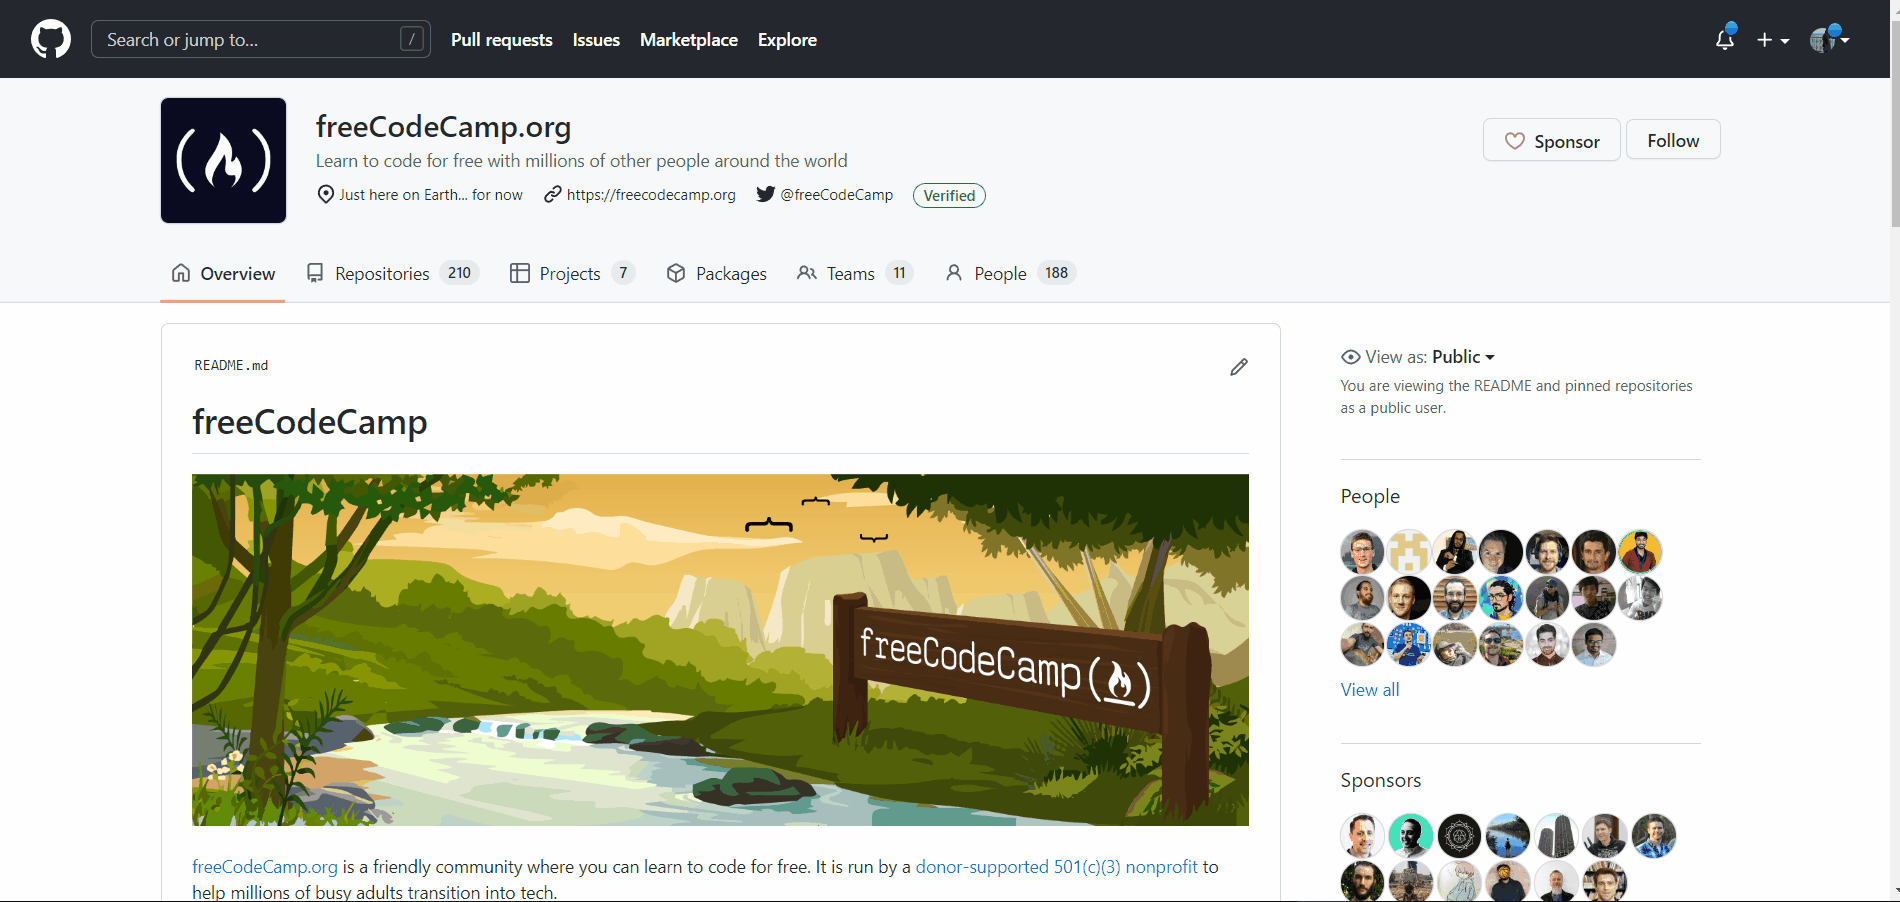 Search or jump to... /
Pull requests Issues Marketplace Explore
freeCodeCamp.org
Learn to code for free with millions of other people around the world
Just here on Earth... for now https://freecodecamp.org @freeCodeCamp Verified
Sponsor Follow
Overview Repositories 210 Projects 7 Packages Teams 11 People 188
README.md
freeCodeCamp
freeCodeCamp(🔥)
freeCodeCamp.org is a friendly community where you can learn to code for free. It is run by a donor-supported 501(c)(3) nonprofit to
help millions of busy adults transition into tech.
View as: Public
You are viewing the README and pinned repositories
as a public user.
People
View all
Sponsors